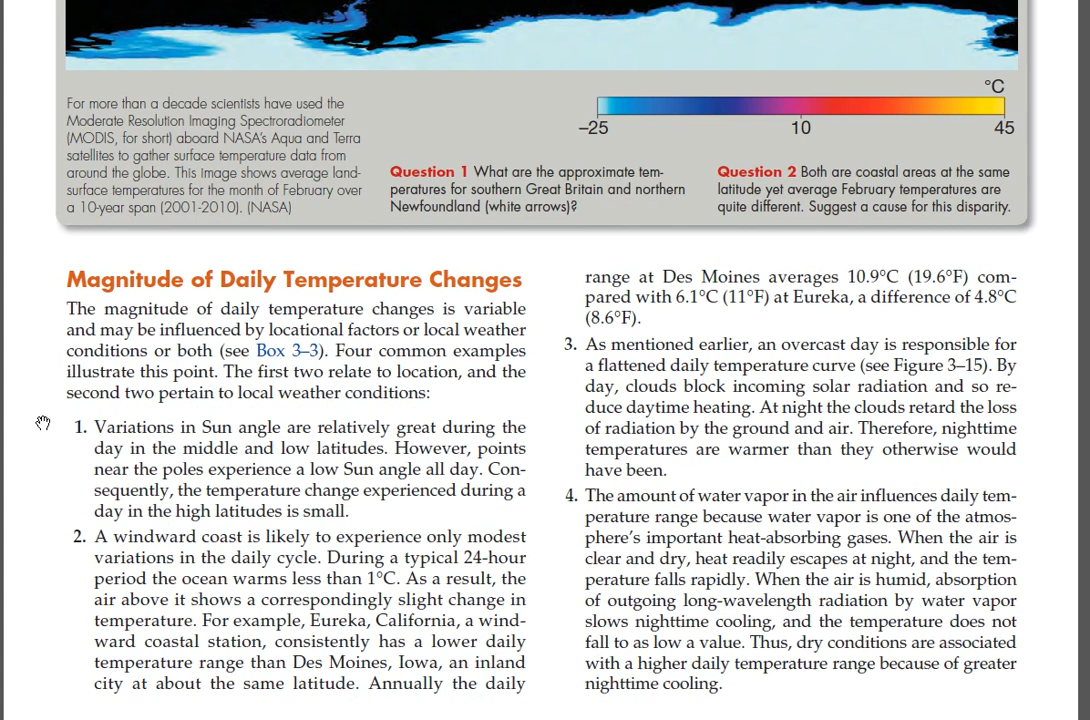 For more than a decade scientists have used the
Moderate Resolution Imaging Spectroradiometer
(MODIS, for short) aboard NASA's Aqua and Terra
satellites to gather surface temperature data from
around the globe. This image shows average land-
surface temperatures for the month of February over
a 10-year span (2001-2010). (NASA)
°C
−25 10 45
Question 1 What are the approximate tem-
peratures for southern Great Britain and northern
Newfoundland (white arrows)?
Question 2 Both are coastal areas at the same
latitude yet average February temperatures are
quite different. Suggest a cause for this disparity.
Magnitude of Daily Temperature Changes
The magnitude of daily temperature changes is variable
and may be influenced by locational factors or local weather
conditions or both (see Box 3–3). Four common examples
illustrate this point. The first two relate to location, and the
second two pertain to local weather conditions:
1. Variations in Sun angle are relatively great during the
day in the middle and low latitudes. However, points
near the poles experience a low Sun angle all day. Con-
sequently, the temperature change experienced during a
day in the high latitudes is small.
2. A windward coast is likely to experience only modest
variations in the daily cycle. During a typical 24-hour
period the ocean warms less than 1°C. As a result, the
air above it shows a correspondingly slight change in
temperature. For example, Eureka, California, a wind-
ward coastal station, consistently has a lower daily
temperature range than Des Moines, Iowa, an inland
city at about the same latitude. Annually the daily
range at Des Moines averages 10.9°C (19.6°F) com-
pared with 6.1°C (11°F) at Eureka, a difference of 4.8°C
(8.6°F).
3. As mentioned earlier, an overcast day is responsible for
a flattened daily temperature curve (see Figure 3–15). By
day, clouds block incoming solar radiation and so re-
duce daytime heating. At night the clouds retard the loss
of radiation by the ground and air. Therefore, nighttime
temperatures are warmer than they otherwise would
have been.
4. The amount of water vapor in the air influences daily tem-
perature range because water vapor is one of the atmos-
phere's important heat-absorbing gases. When the air is
clear and dry, heat readily escapes at night, and the tem-
perature falls rapidly. When the air is humid, absorption
of outgoing long-wavelength radiation by water vapor
slows nighttime cooling, and the temperature does not
fall to as low a value. Thus, dry conditions are associated
with a higher daily temperature range because of greater
nighttime cooling.